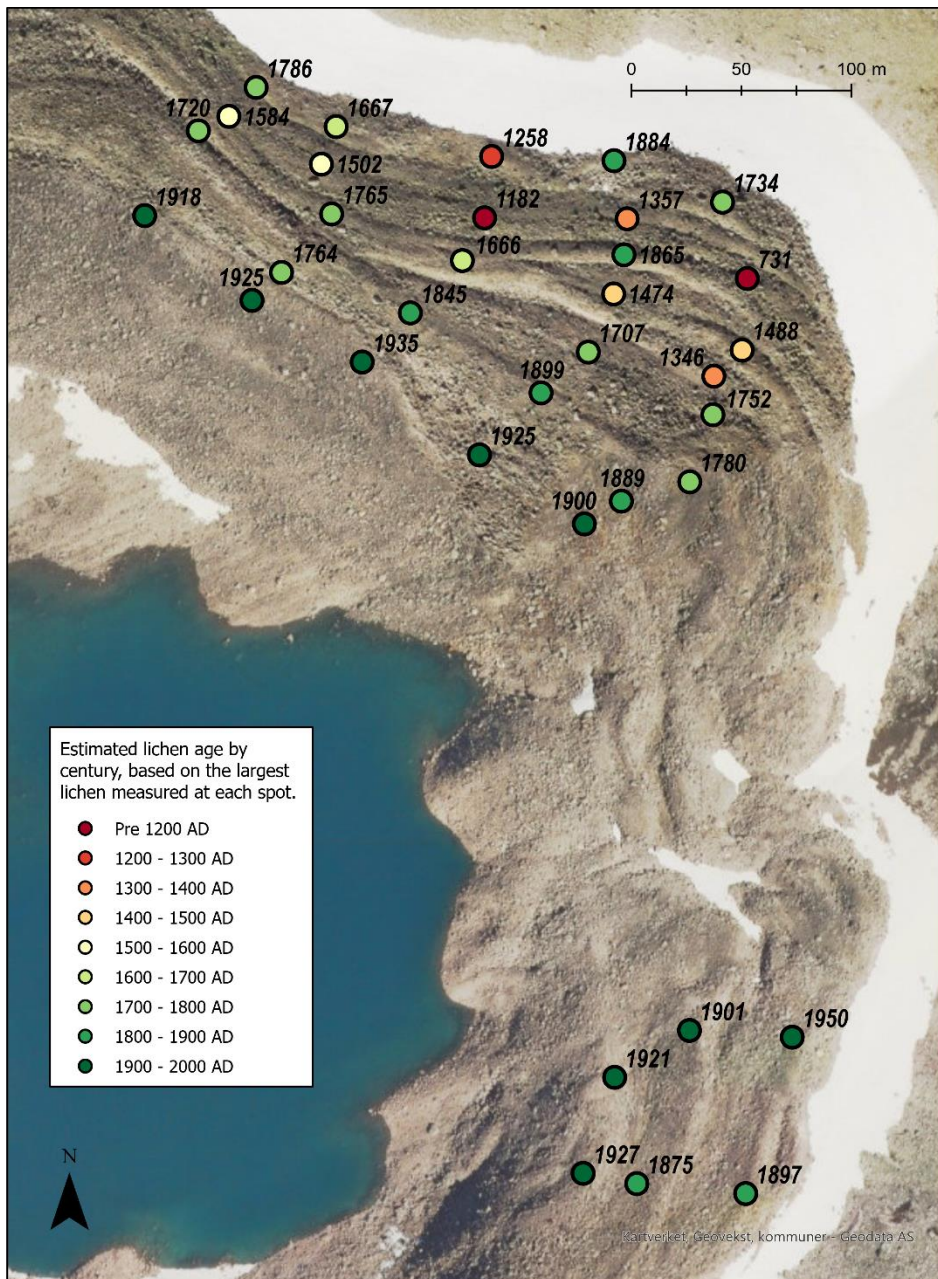 0 50 100 m
1786
1720
1584
1667
1258
1884
1502
1734
1918
1765
1182
1357
1764
1666
1865
731
1925
1845
1474
1707
1488
1935
1346
1899
1752
1925
1780
1889
1900
Estimated lichen age by
century, based on the largest
lichen measured at each spot.
Pre 1200 AD
1200 - 1300 AD
1300 - 1400 AD
1400 - 1500 AD
1500 - 1600 AD
1600 - 1700 AD
1700 - 1800 AD
1800 - 1900 AD
1900 - 2000 AD
1901
1950
1921
1927
1875
1897
N
Kartverket, Geovekst, kommuner - Geodata AS